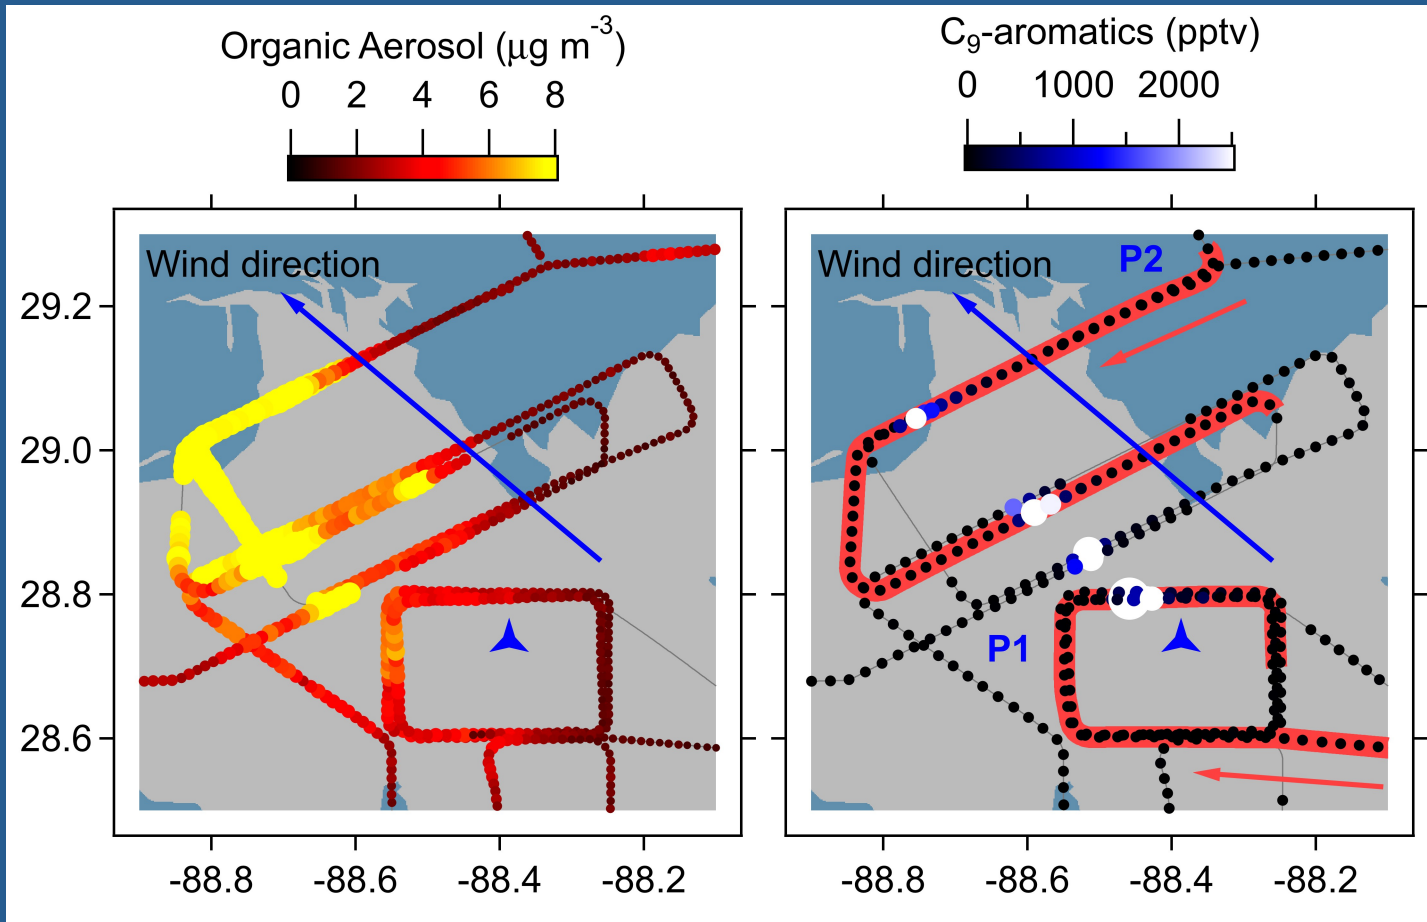 Organic Aerosol (μg m⁻³)
0 2 4 6 8
C₉-aromatics (pptv)
0 1000 2000
Wind direction
29.2
29.0
28.8
28.6
-88.8 -88.6 -88.4 -88.2
Wind direction
P2
P1
-88.8 -88.6 -88.4 -88.2